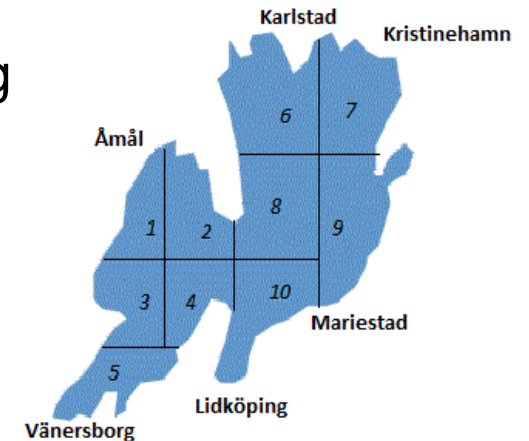 Karlstad
Kristinehamn
g
Åmål
6
7
8
1
2
9
3
4
10
Mariestad
5
Lidköping
Vänersborg